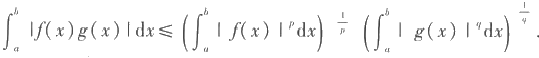 ∫_a^b |f(x)g(x)|dx ≤ (∫_a^b |f(x)|^p dx)^{1/p} (∫_a^b |g(x)|^q dx)^{1/q}.